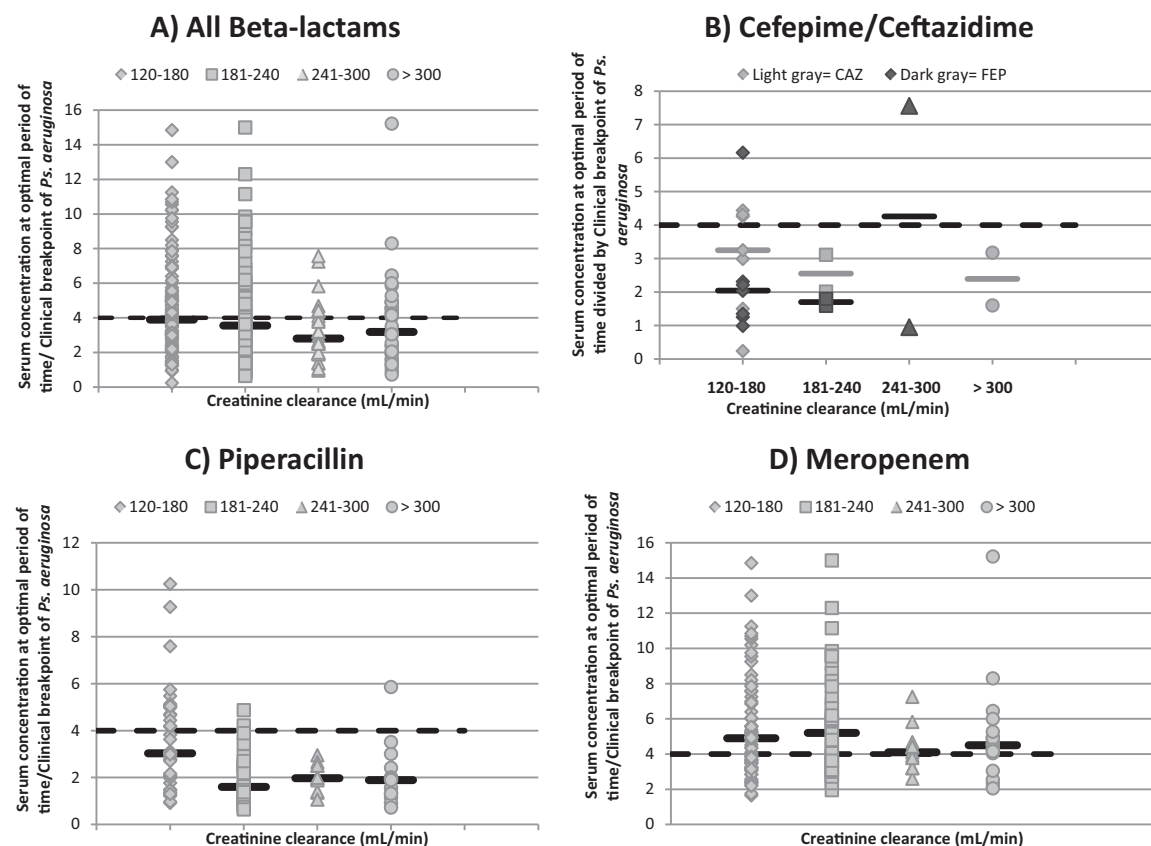 A) All Beta-lactams
120-180 181-240 241-300 > 300
Serum concentration at optimal period of
time/ Clinical breakpoint of Ps. aeruginosa
16
14
12
10
8
6
4
2
0
Creatinine clearance (mL/min)
B) Cefepime/Ceftazidime
Light gray= CAZ Dark gray= FEP
Serum concentration at optimal period of
time divided by Clinical breakpoint of Ps.
aeruginosa
8
7
6
5
4
3
2
1
0
120-180 181-240 241-300 > 300
Creatinine clearance (mL/min)
C) Piperacillin
120-180 181-240 241-300 > 300
Serum concentration at optimal period of
time/Clinical breakpoint of Ps. aeruginosa
12
10
8
6
4
2
0
Creatinine clearance (mL/min)
D) Meropenem
120-180 181-240 241-300 > 300
Serum concentration at optimal period of
time/Clinical breakpoint of Ps. aeruginosa
16
14
12
10
8
6
4
2
0
Creatinine clearance (mL/min)